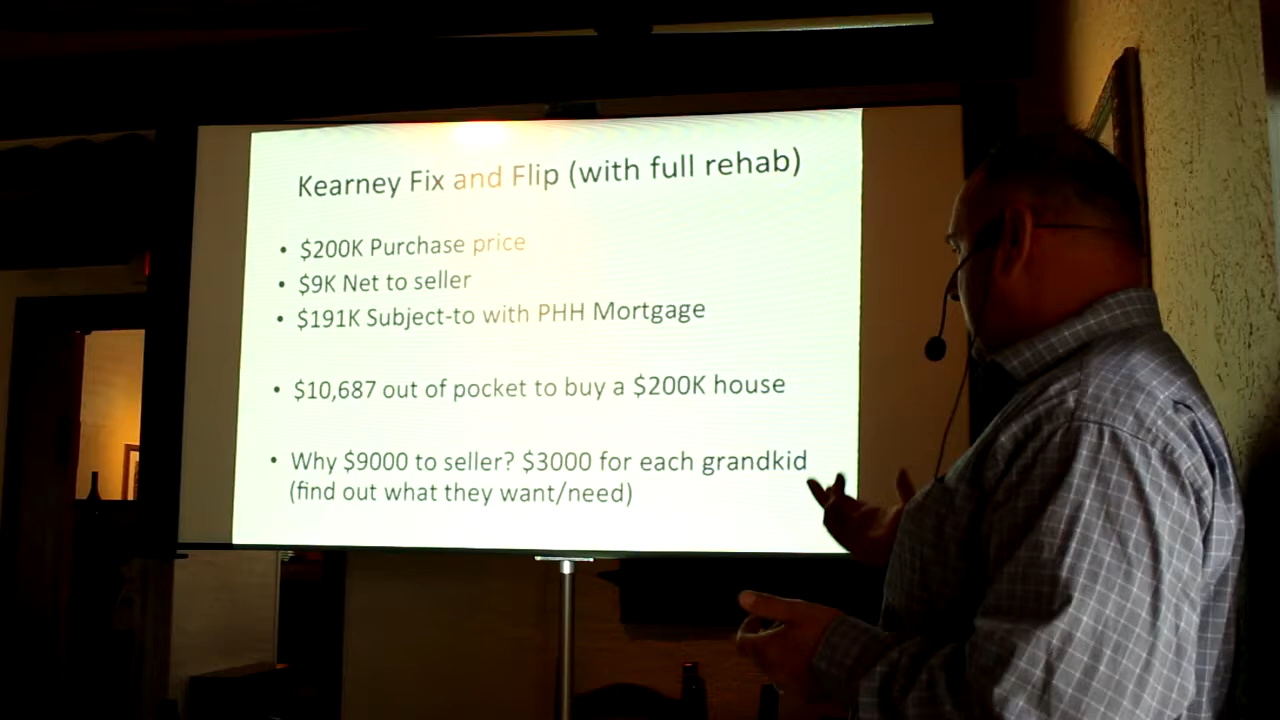 Kearney Fix and Flip (with full rehab)
• $200K Purchase price
• $9K Net to seller
• $191K Subject-to with PHH Mortgage
• $10,687 out of pocket to buy a $200K house
• Why $9000 to seller? $3000 for each grandkid
(find out what they want/need)